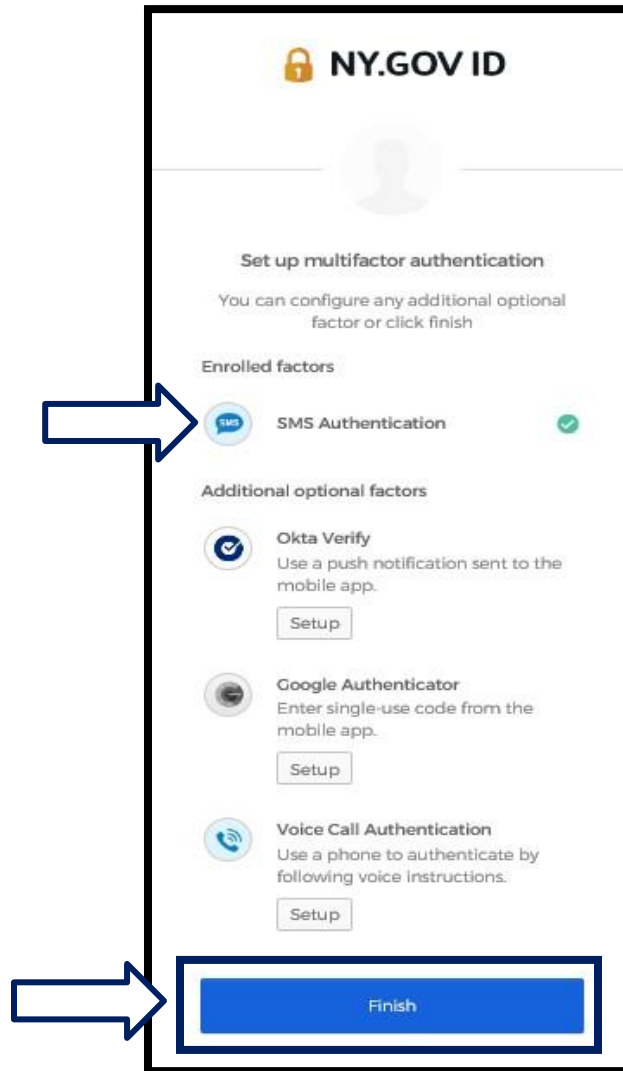 NY.GOV ID
Set up multifactor authentication
You can configure any additional optional
factor or click finish
Enrolled factors
SMS
SMS Authentication
Additional optional factors
Okta Verify
Use a push notification sent to the
mobile app.
Setup
Google Authenticator
Enter single-use code from the
mobile app.
Setup
Voice Call Authentication
Use a phone to authenticate by
following voice instructions.
Setup
Finish